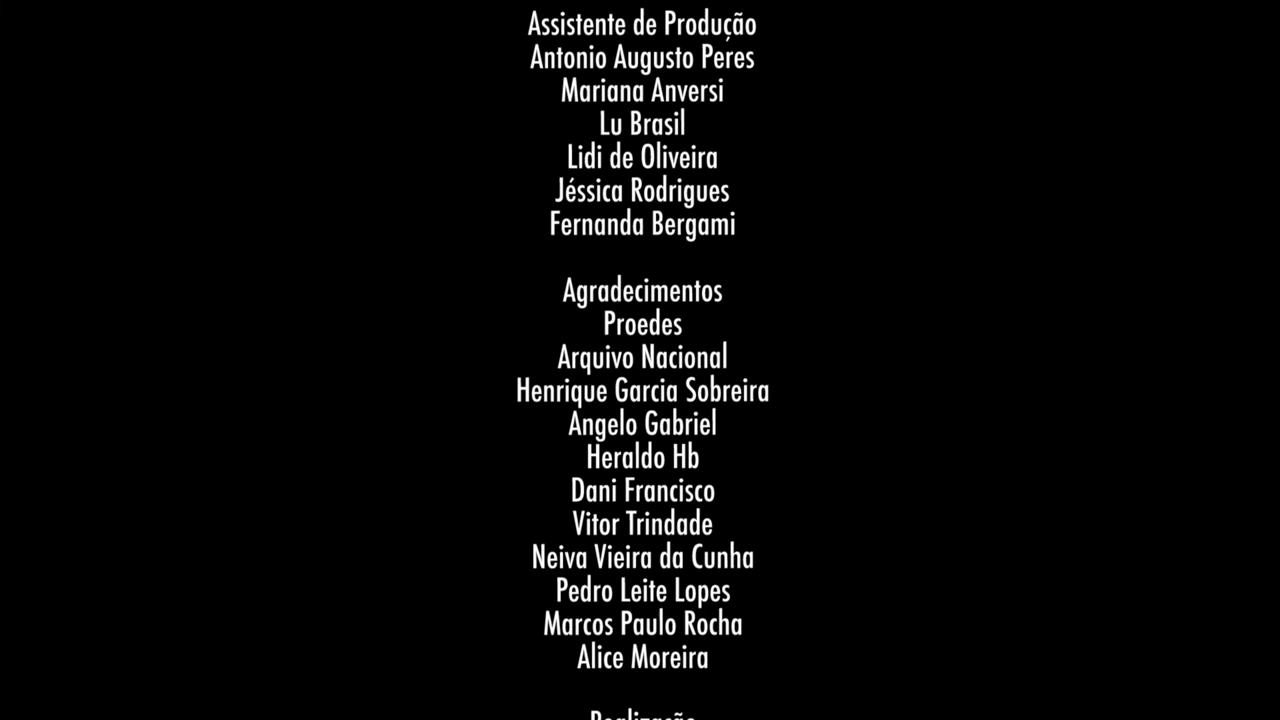 Assistente de Produção
Antonio Augusto Peres
Mariana Anversi
Lu Brasil
Lidi de Oliveira
Jéssica Rodrigues
Fernanda Bergami
Agradecimentos
Proedes
Arquivo Nacional
Henrique Garcia Sobreira
Angelo Gabriel
Heraldo Hb
Dani Francisco
Vitor Trindade
Neiva Vieira da Cunha
Pedro Leite Lopes
Marcos Paulo Rocha
Alice Moreira
Realização